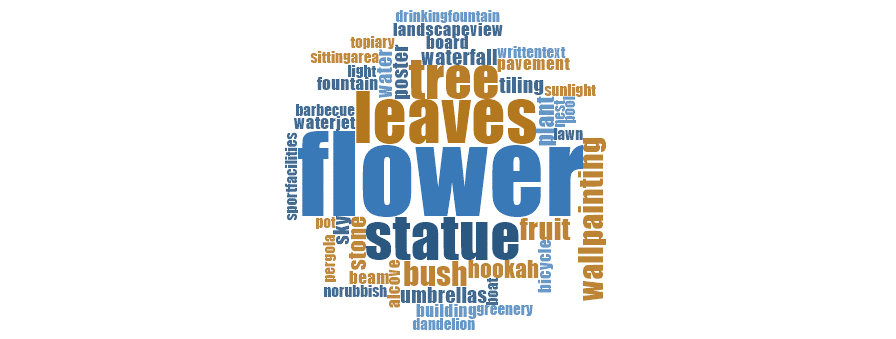 drinkingfountain
landscapeview
topiary
board
writtentext
sittingarea
water
poster
waterfall
pavement
light
tree
fountain
tiling
sunlight
barbecue
leaves
plant
nest
pool
waterjet
lawn
sportfacilities
flower
wallpainting
pot
sky
stone
statue
fruit
pergola
beam
alcove
bush
hookah
bicycle
norubbish
umbrellas
boat
building
greenery
dandelion